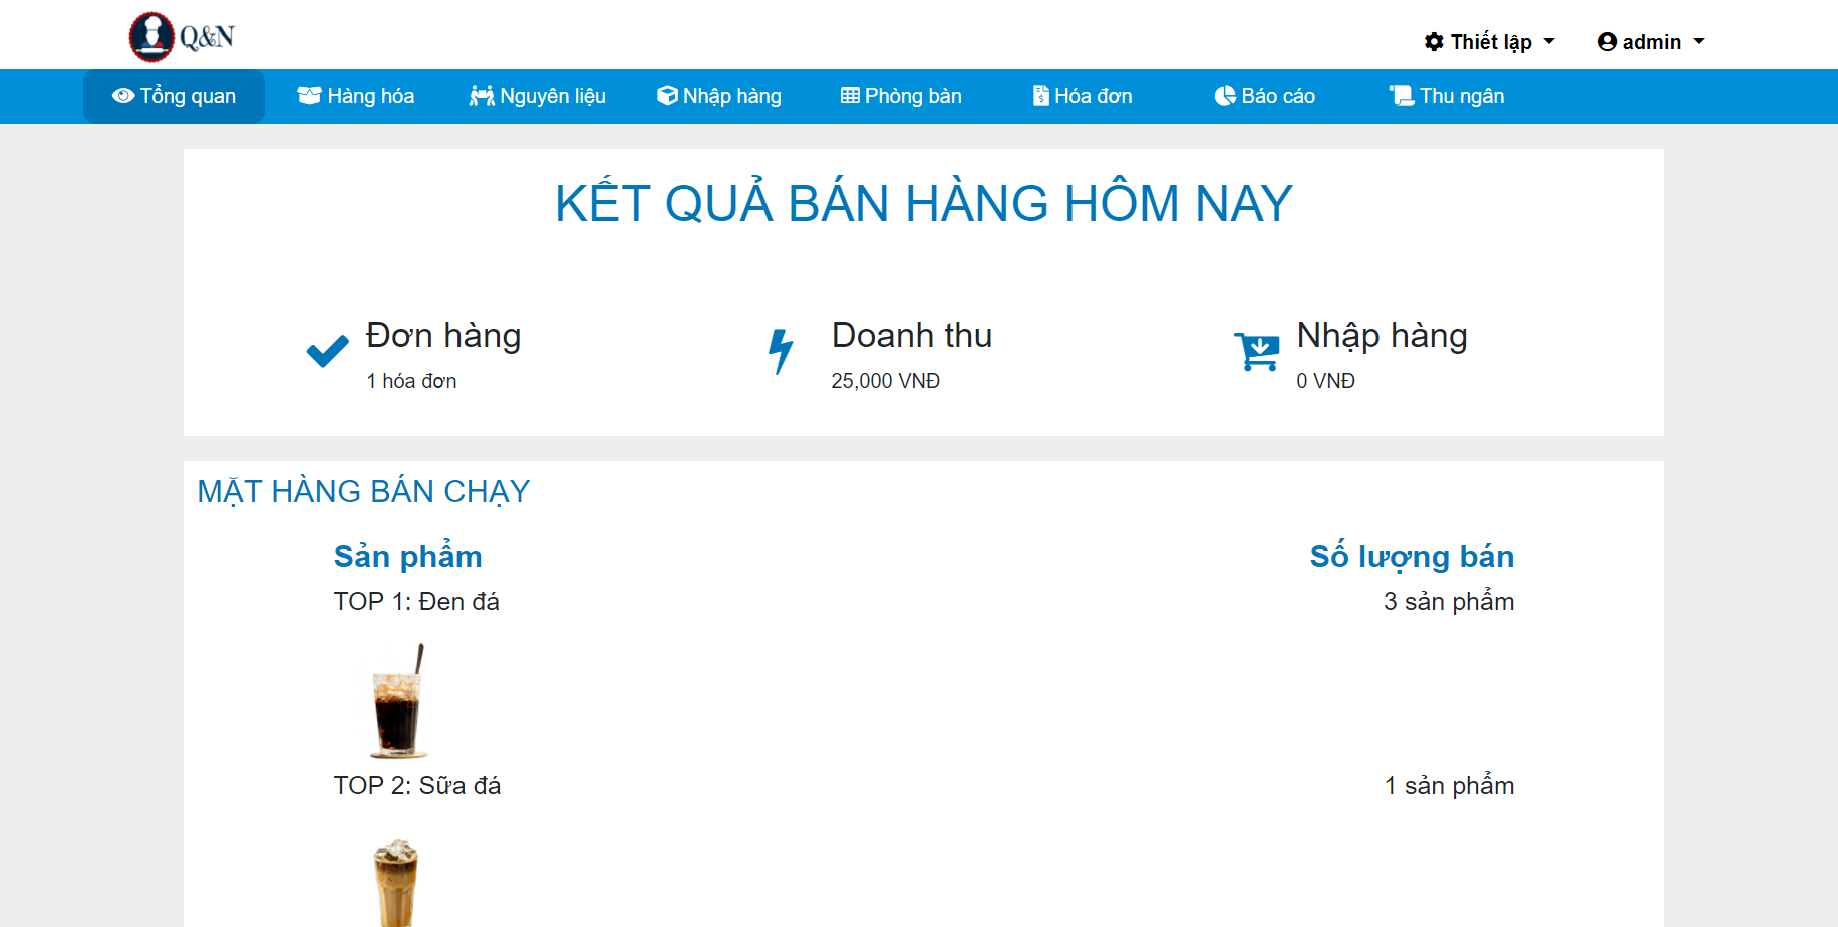 Q&N
Thiết lập
admin
Tổng quan
Hàng hóa
Nguyên liệu
Nhập hàng
Phòng bàn
Hóa đơn
Báo cáo
Thu ngân
KẾT QUẢ BÁN HÀNG HÔM NAY
Đơn hàng
1 hóa đơn
Doanh thu
25,000 VNĐ
Nhập hàng
0 VNĐ
MẶT HÀNG BÁN CHẠY
Sản phẩm
Số lượng bán
TOP 1: Đen đá
3 sản phẩm
TOP 2: Sữa đá
1 sản phẩm